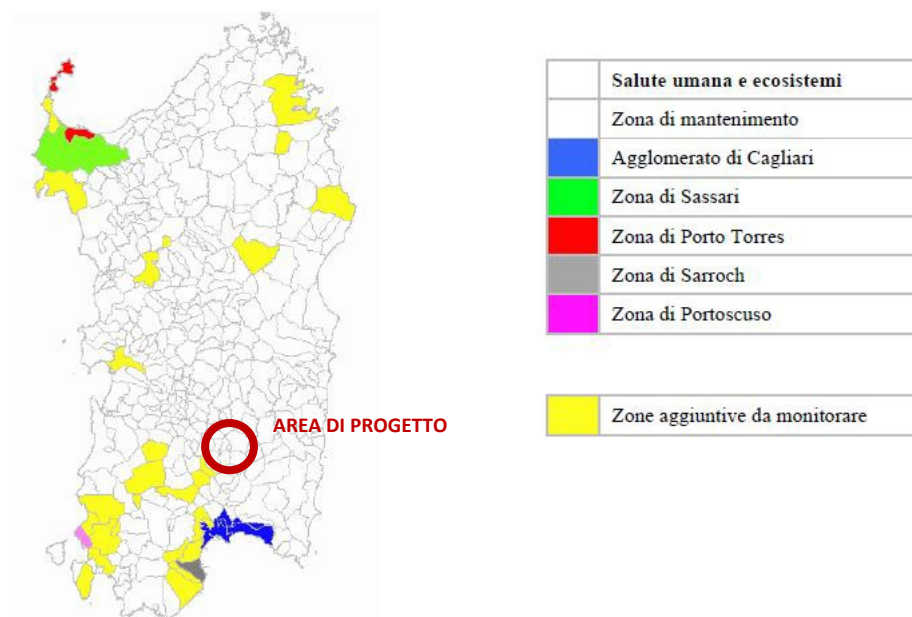 Salute umana e ecosistemi
Zona di mantenimento
Agglomerato di Cagliari
Zona di Sassari
Zona di Porto Torres
Zona di Sarroch
Zona di Portoscuso
Zone aggiuntive da monitorare
AREA DI PROGETTO